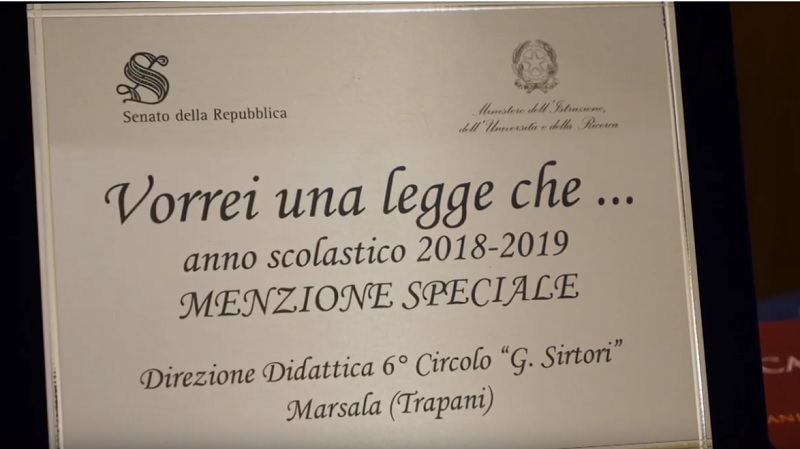 Senato della Repubblica
Ministero dell'Istruzione,
dell'Università e della Ricerca
Vorrei una legge che ...
anno scolastico 2018-2019
MENZIONE SPECIALE
Direzione Didattica 6° Circolo “G. Sirtori”
Marsala (Trapani)